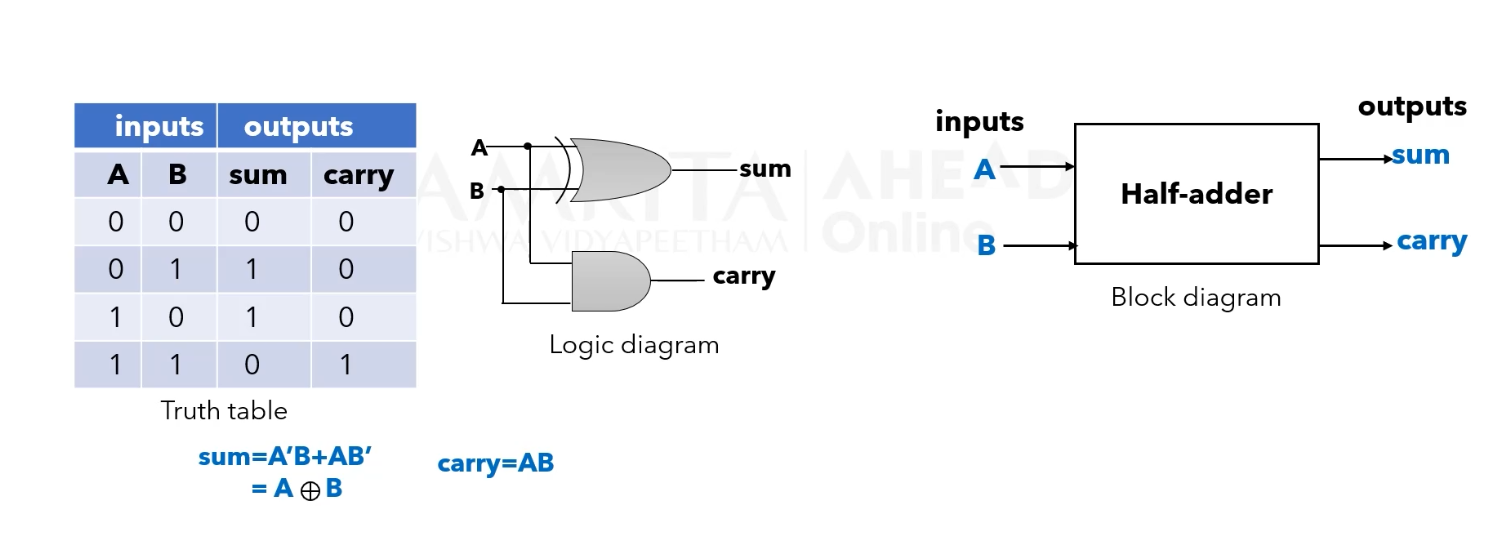 inputs outputs
A B sum carry
0 0 0 0
0 1 1 0
1 0 1 0
1 1 0 1
Truth table
sum=A’B+AB’
= A ⊕ B
carry=AB
A
B
sum
carry
Logic diagram
AMRITA
VISHWA VIDYAPEETHAM
AHEAD
Online
inputs
A
B
Half-adder
outputs
sum
carry
Block diagram